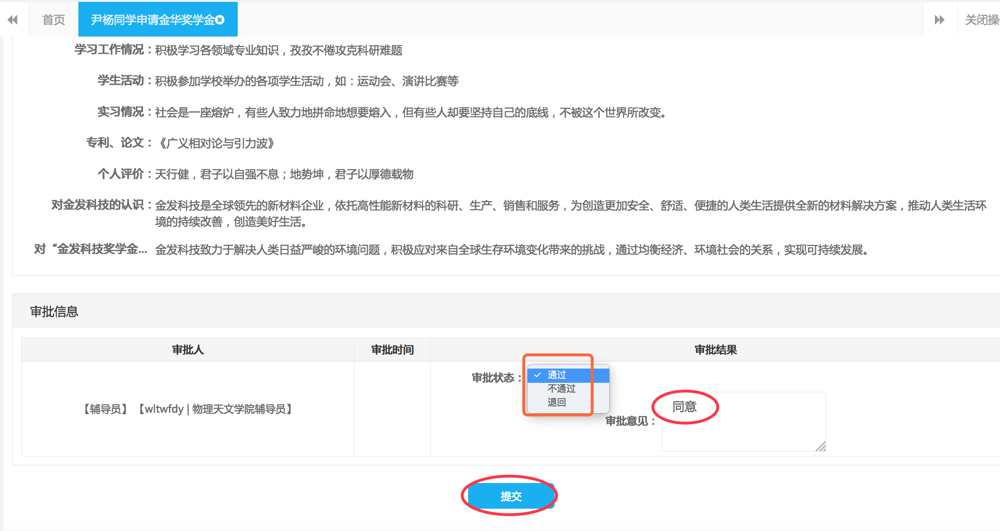 首页
尹杨同学申请金华奖学金
关闭操
学习工作情况：积极学习各领域专业知识，孜孜不倦攻克科研难题
学生活动：积极参加学校举办的各项学生活动，如：运动会、演讲比赛等
实习情况：社会是一座熔炉，有些人致力地拼命地想要熔入，但有些人却要坚持自己的底线，不被这个世界所改变。
专利、论文：《广义相对论与引力波》
个人评价：天行健，君子以自强不息；地势坤，君子以厚德载物
对金发科技的认识：金发科技是全球领先的新材料企业，依托高性能新材料的科研、生产、销售和服务，为创造更加安全、舒适、便捷的人类生活提供全新的材料解决方案，推动人类生活环
境的持续改善，创造美好生活。
对“金发科技奖学金... 金发科技致力于解决人类日益严峻的环境问题，积极应对来自全球生存环境变化带来的挑战，通过均衡经济、环境社会的关系，实现可持续发展。
审批信息
审批人
审批时间
审批结果
【辅导员】【wltwfdy | 物理天文学院辅导员】
审批状态：
通过
不通过
退回
审批意见：
同意
提交